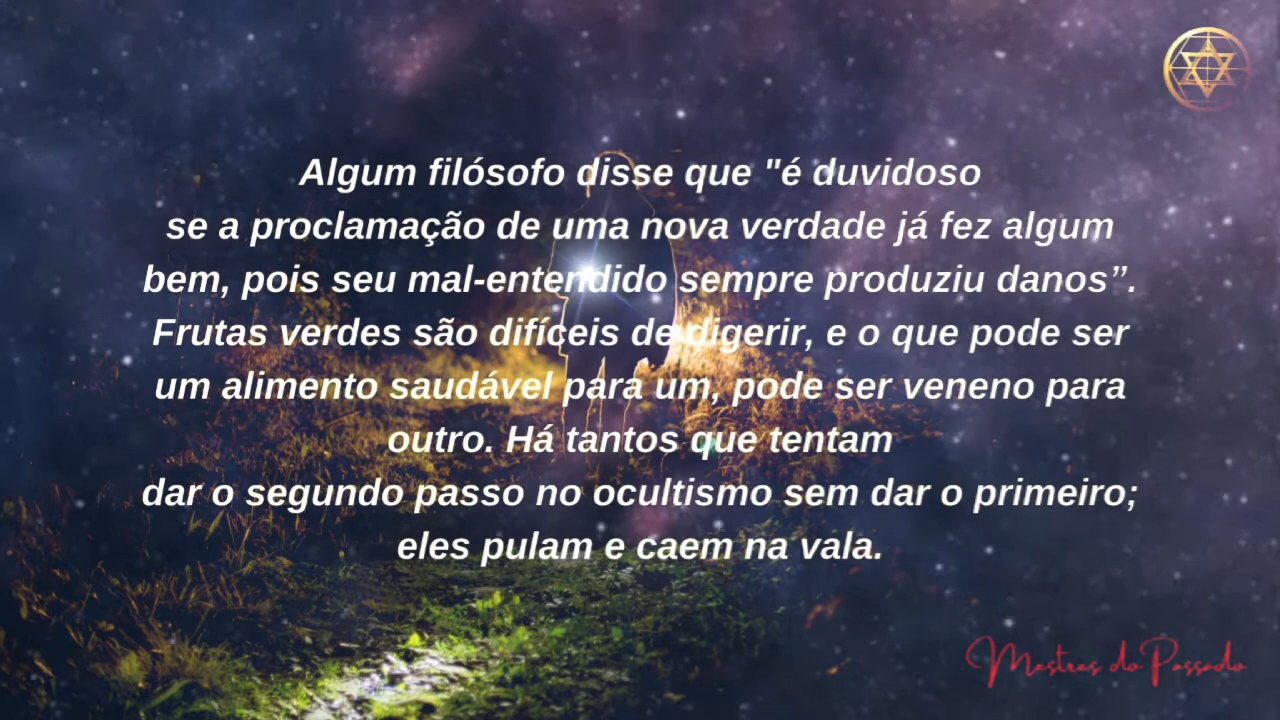 Algum filósofo disse que "é duvidoso
se a proclamação de uma nova verdade já fez algum
bem, pois seu mal-entendido sempre produziu danos”.
Frutas verdes são difíceis de digerir, e o que pode ser
um alimento saudável para um, pode ser veneno para
outro. Há tantos que tentam
dar o segundo passo no ocultismo sem dar o primeiro;
eles pulam e caem na vala.
Mestres do Passado